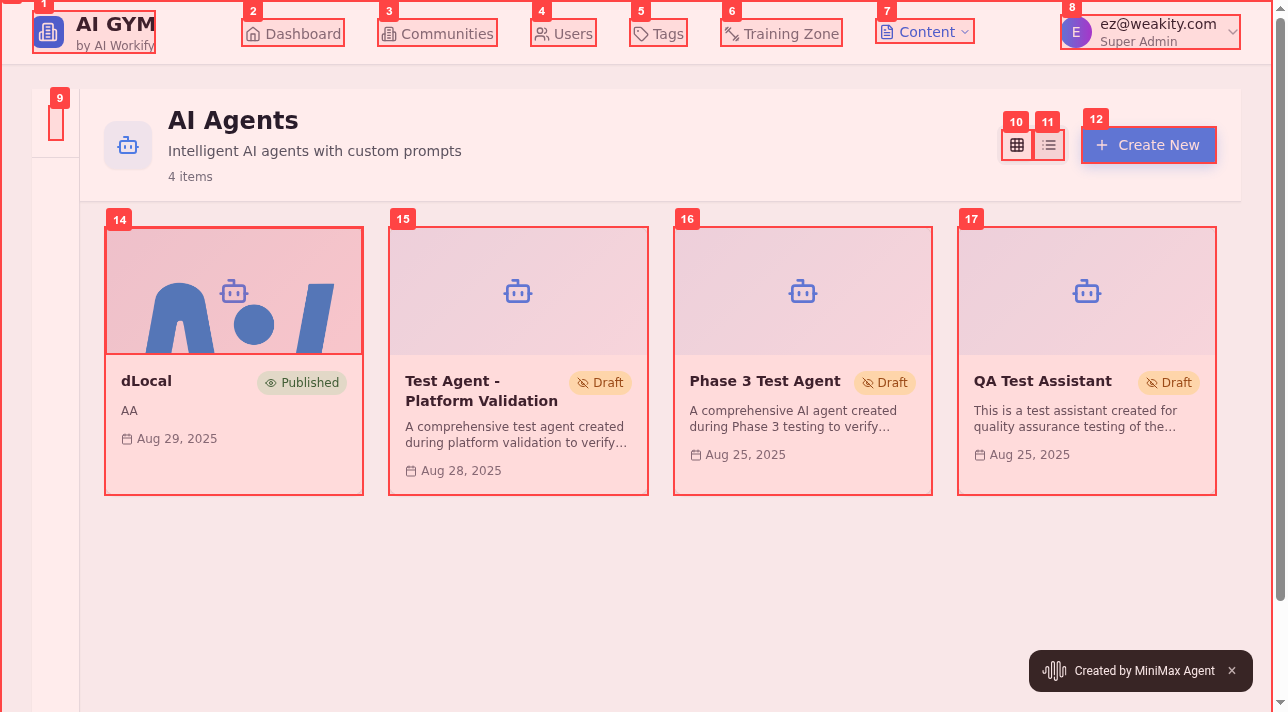 1 2 3 4 5 6 7 8
AI GYM
by AI Workify
Dashboard
Communities
Users
Tags
Training Zone
Content
E
ez@weakity.com
Super Admin
9
AI Agents
Intelligent AI agents with custom prompts
4 items
10 11 12
Create New
14 15 16 17
dLocal
Published
AA
Aug 29, 2025
Test Agent -
Platform Validation
Draft
A comprehensive test agent created
during platform validation to verify...
Aug 28, 2025
Phase 3 Test Agent
Draft
A comprehensive AI agent created
during Phase 3 testing to verify...
Aug 25, 2025
QA Test Assistant
Draft
This is a test assistant created for
quality assurance testing of the...
Aug 25, 2025
Created by MiniMax Agent ×